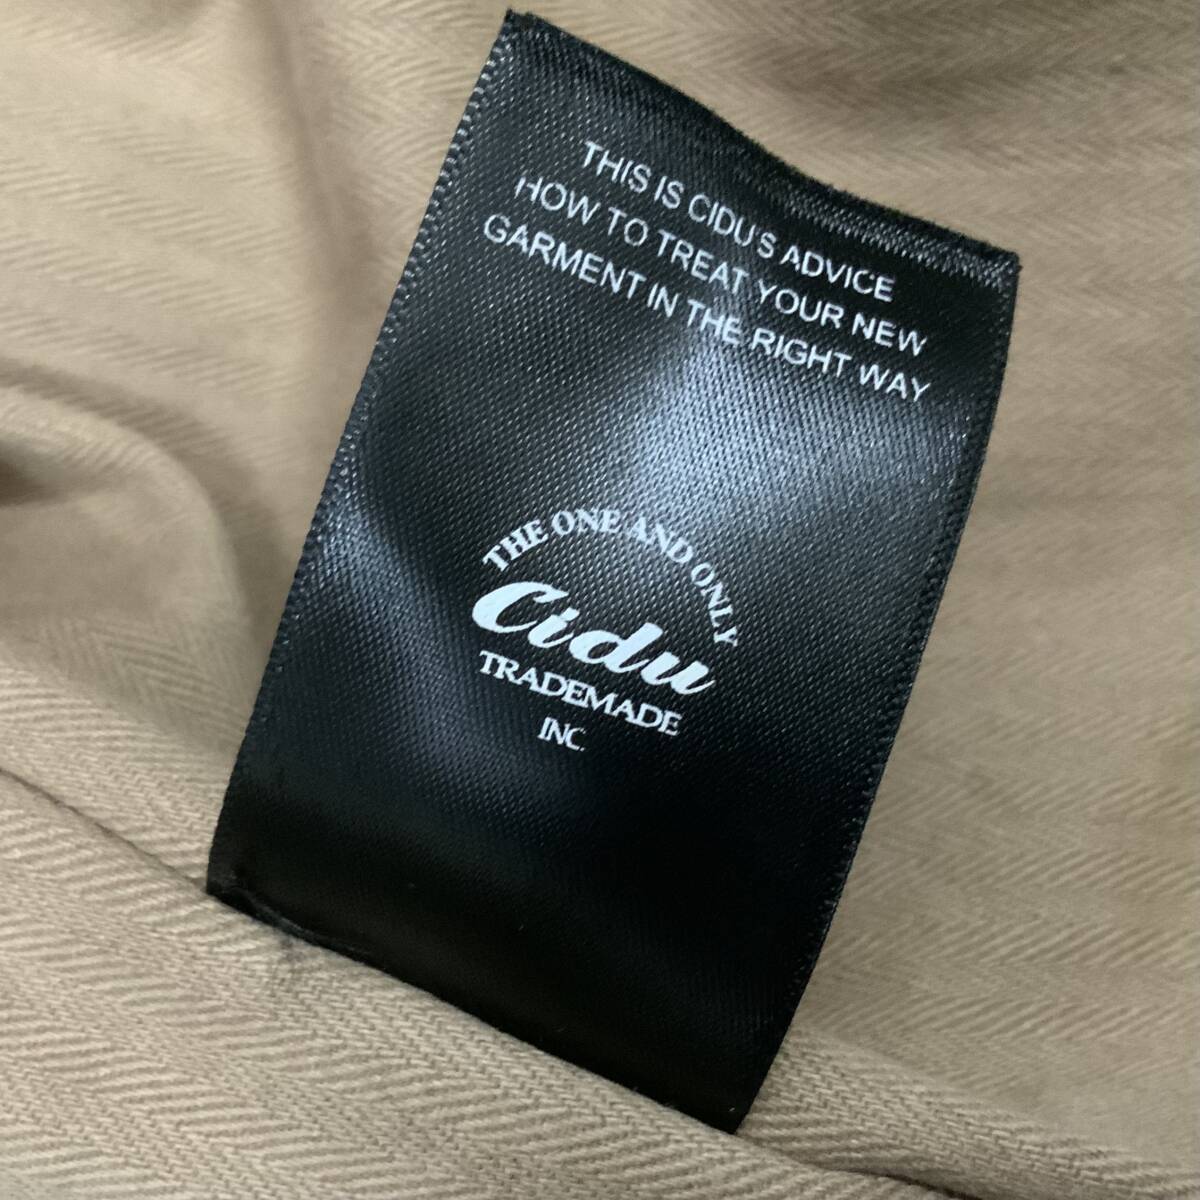 THIS IS CIDU'S ADVICE
HOW TO TREAT YOUR NEW
GARMENT IN THE RIGHT WAY
THE ONE AND ONLY
Cidu
TRADEMADE
INC.